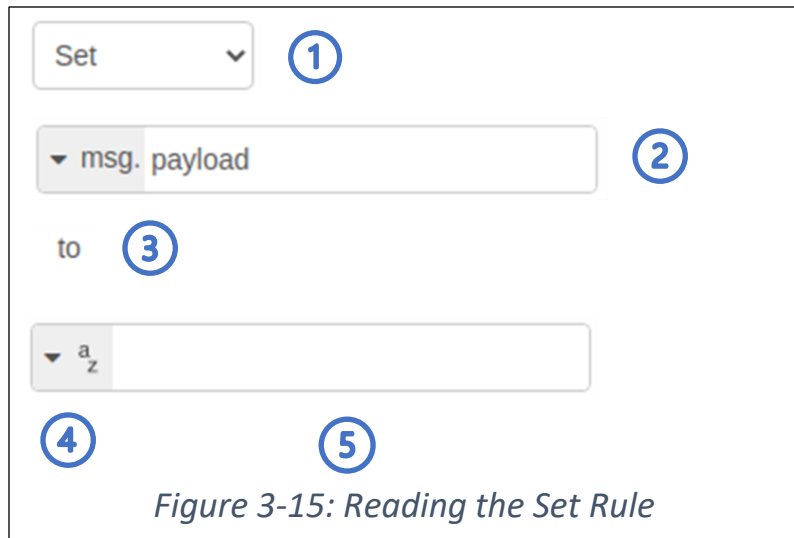 Set 1
msg. payload 2
to 3
a z
4 5
Figure 3-15: Reading the Set Rule